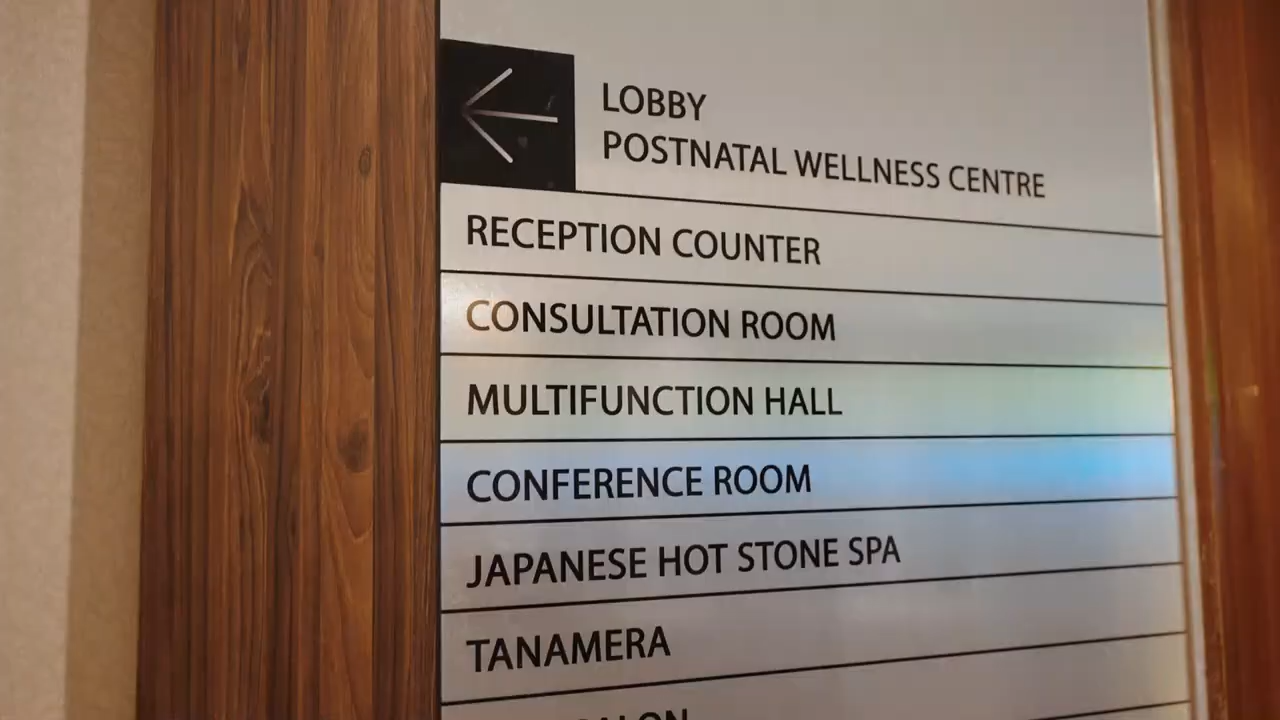 LOBBY
POSTNATAL WELLNESS CENTRE
RECEPTION COUNTER
CONSULTATION ROOM
MULTIFUNCTION HALL
CONFERENCE ROOM
JAPANESE HOT STONE SPA
TANAMERA